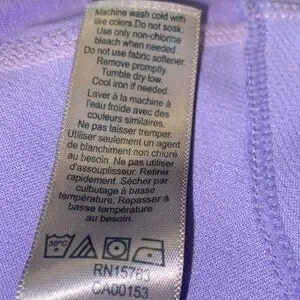 Machine wash cold with
like colors.Do not soak.
Use only non-chlorine
bleach when needed
Do not use fabric softener.
Remove promptly
Tumble dry low.
Cool iron if needed.
Laver à la machine à
l'eau froide avec des
couleurs similaires.
Ne pas laisser tremper.
Utiliser seulement un agent
de blanchiment non chloré
au besoin. Ne pas utiliser
d'assouplisseur. Retirer
rapidement. Sécher par
culbutage à basse
température. Repasser à
basse température
au besoin.
30°C
RN15763
CA00153